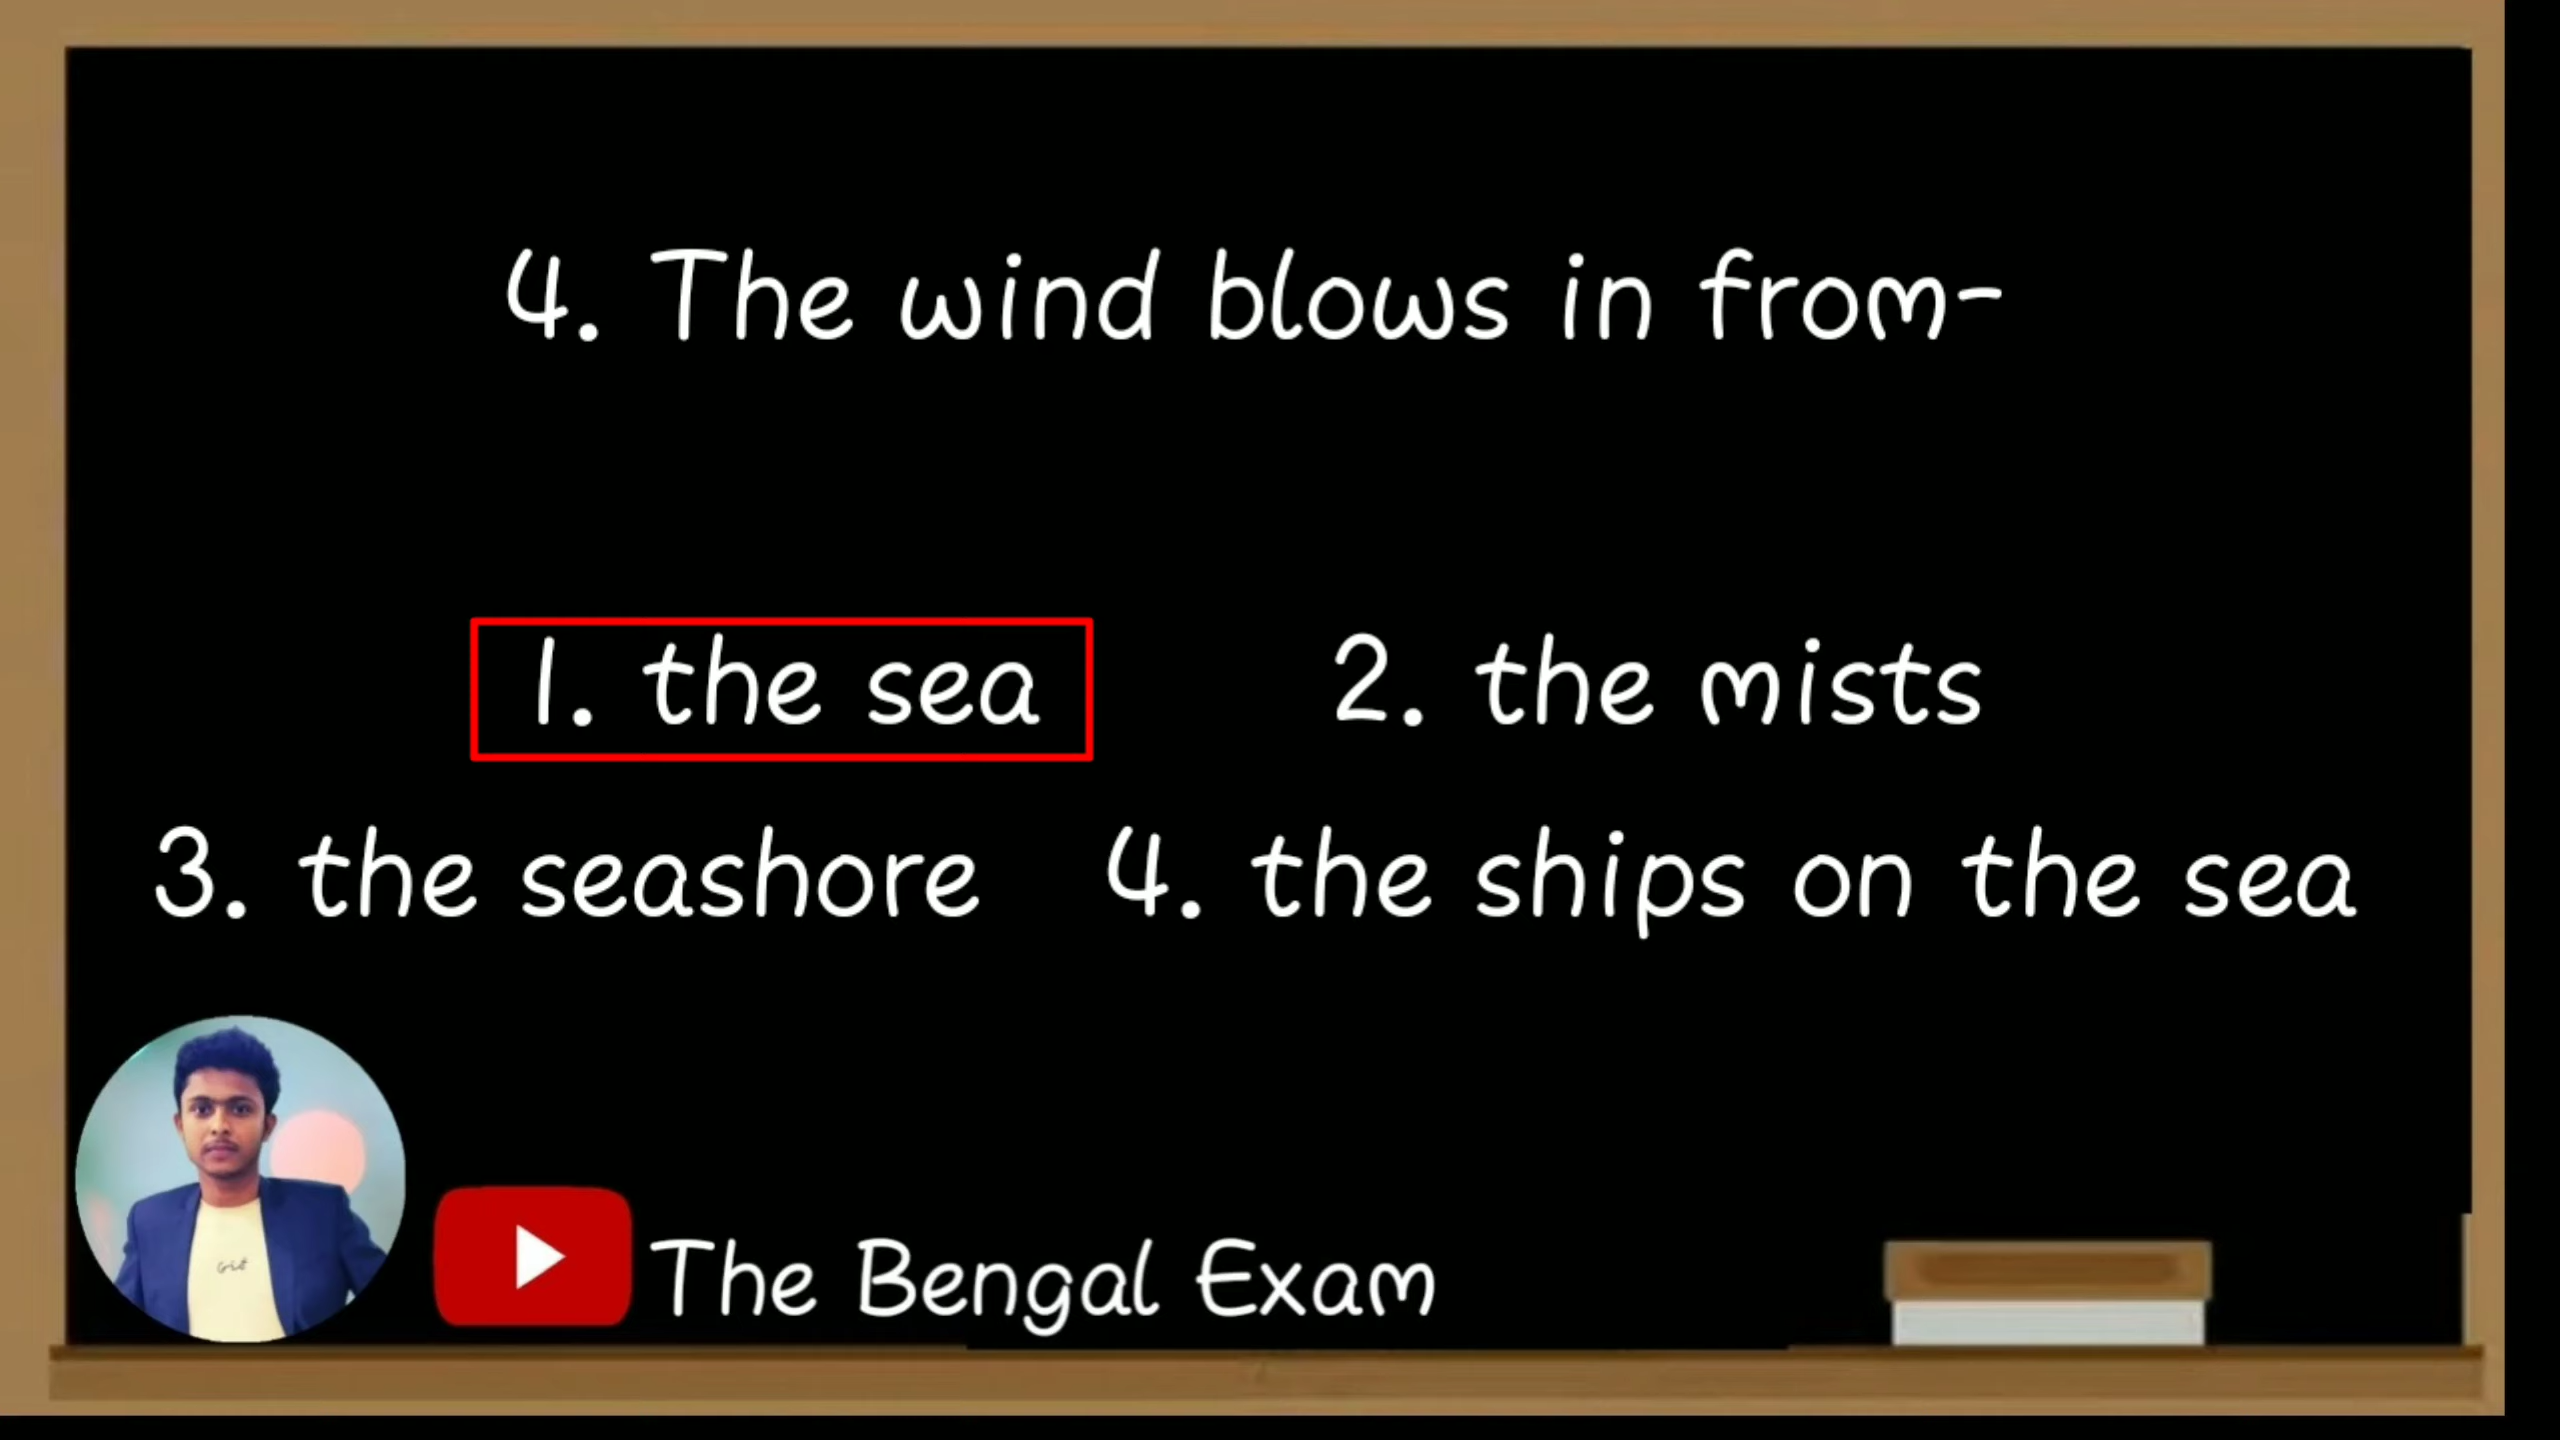 4. The wind blows in from-
1. the sea 2. the mists
3. the seashore 4. the ships on the sea
The Bengal Exam